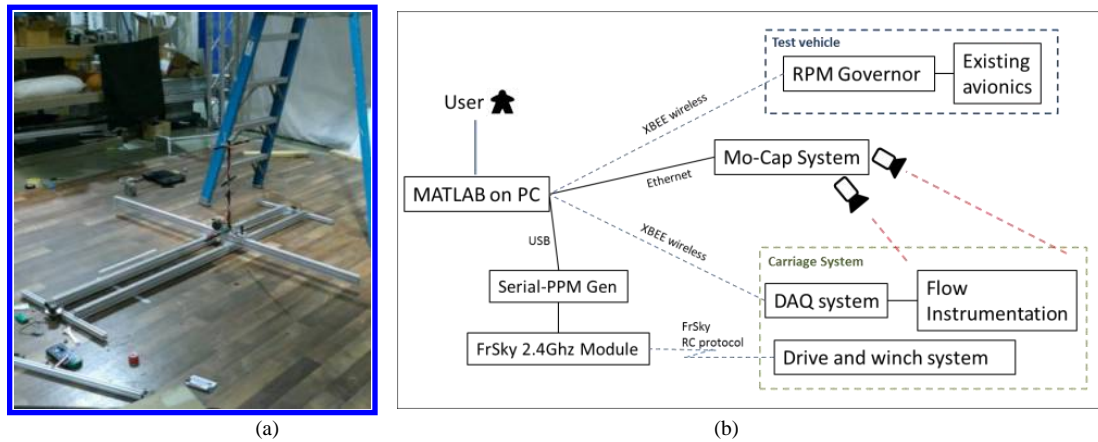 Test vehicle
RPM Governor
Existing
avionics
User
XBEE wireless
Mo-Cap System
Ethernet
MATLAB on PC
USB
XBEE wireless
Carriage System
Serial-PPM Gen
DAQ system
Flow
Instrumentation
FrSky
RC protocol
FrSky 2.4Ghz Module
Drive and winch system
(a)
(b)